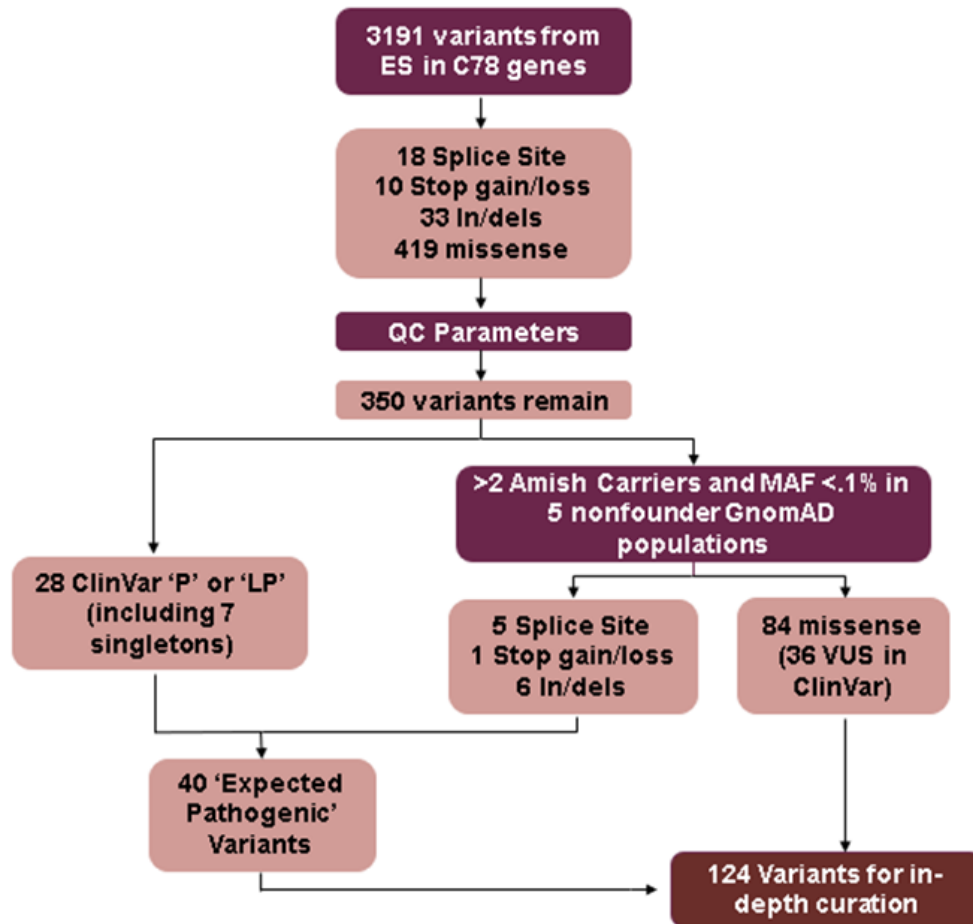 3191 variants from
ES in C78 genes
18 Splice Site
10 Stop gain/loss
33 In/dels
419 missense
QC Parameters
350 variants remain
>2 Amish Carriers and MAF <.1% in
5 nonfounder GnomAD
populations
28 ClinVar ‘P’ or ‘LP’
(including 7
singletons)
5 Splice Site
1 Stop gain/loss
6 In/dels
84 missense
(36 VUS in
ClinVar)
40 ‘Expected
Pathogenic’
Variants
124 Variants for in-
depth curation